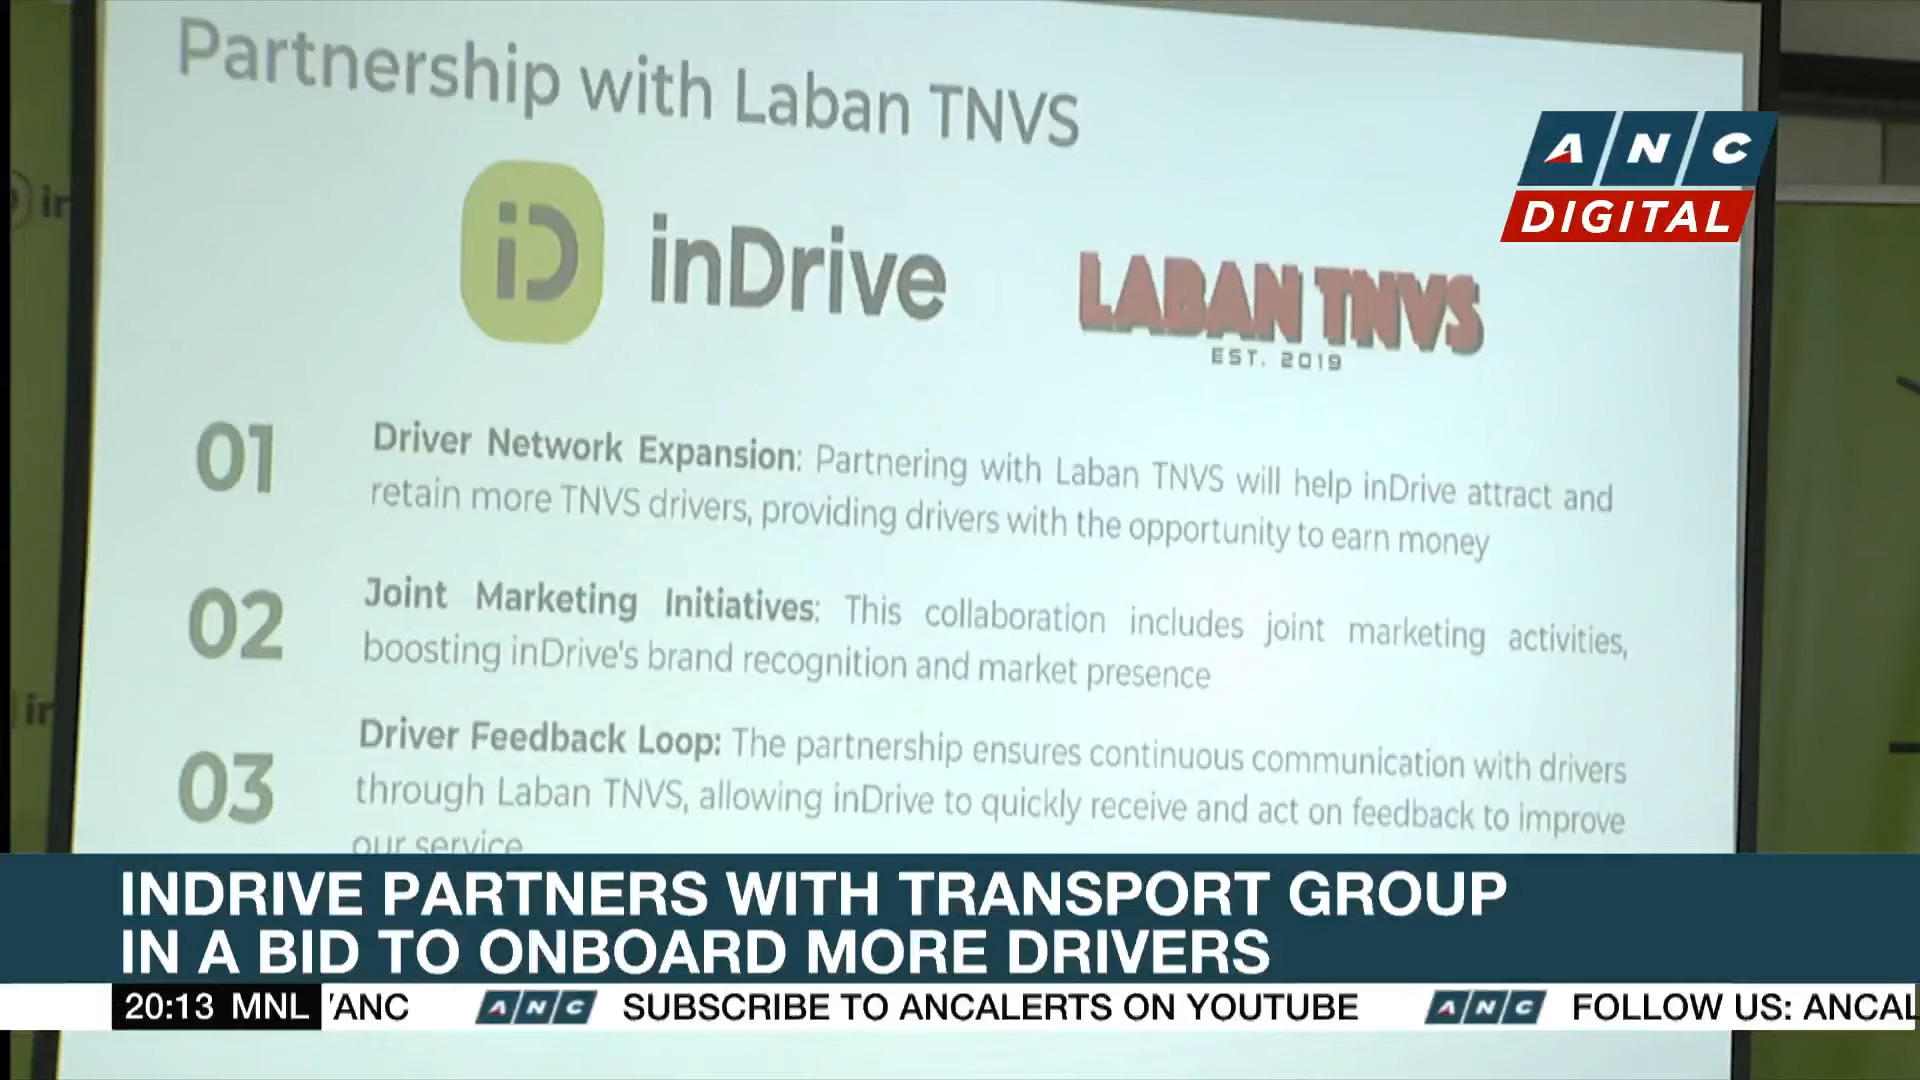 Partnership with Laban TNVS
ANC
DIGITAL
iD inDrive
LABAN TNVS
EST. 2019
01
Driver Network Expansion: Partnering with Laban TNVS will help inDrive attract and
retain more TNVS drivers, providing drivers with the opportunity to earn money
02
Joint Marketing Initiatives: This collaboration includes joint marketing activities,
boosting inDrive's brand recognition and market presence
03
Driver Feedback Loop: The partnership ensures continuous communication with drivers
through Laban TNVS, allowing inDrive to quickly receive and act on feedback to improve
our service
INDRIVE PARTNERS WITH TRANSPORT GROUP
IN A BID TO ONBOARD MORE DRIVERS
20:13 MNL /ANC ANC SUBSCRIBE TO ANCALERTS ON YOUTUBE ANC FOLLOW US: ANCAL